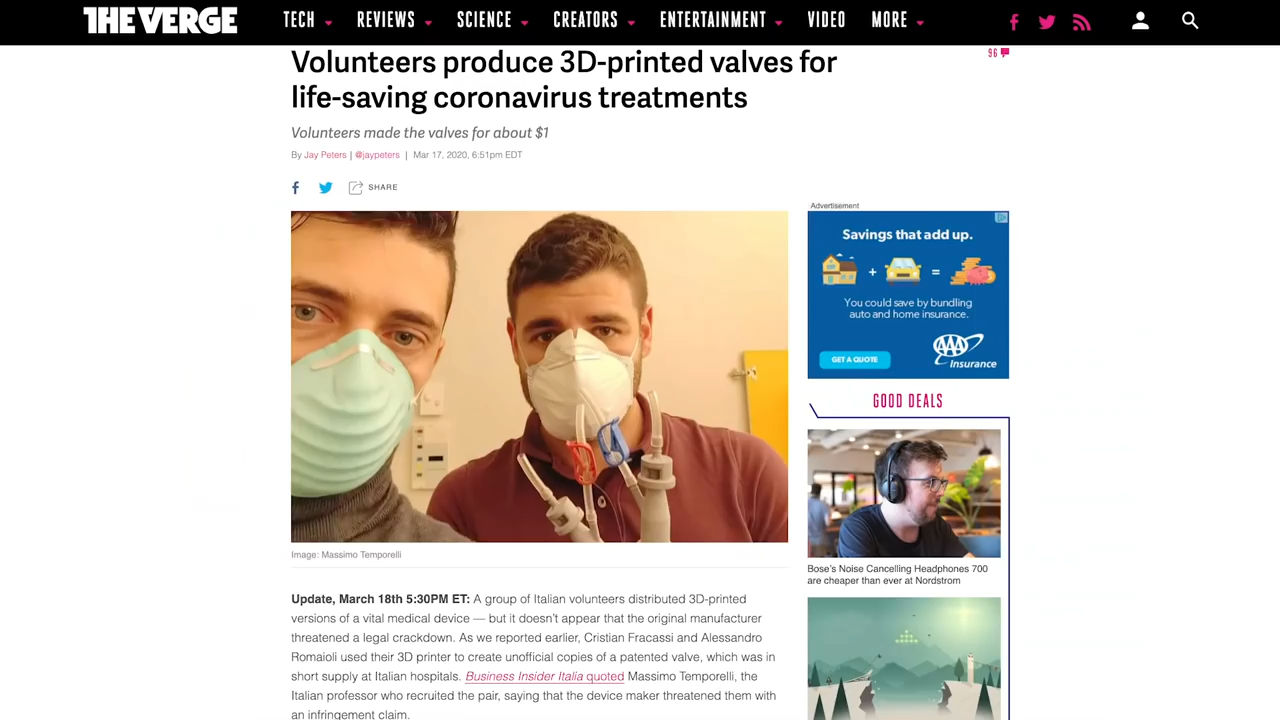 THE VERGE
TECH REVIEWS SCIENCE CREATORS ENTERTAINMENT VIDEO MORE
Volunteers produce 3D-printed valves for
life-saving coronavirus treatments
96
Volunteers made the valves for about $1
By Jay Peters | @jaypeters | Mar 17, 2020, 6:51pm EDT
SHARE
Image: Massimo Temporelli
Update, March 18th 5:30PM ET: A group of Italian volunteers distributed 3D-printed
versions of a vital medical device — but it doesn't appear that the original manufacturer
threatened a legal crackdown. As we reported earlier, Cristian Fracassi and Alessandro
Romaioli used their 3D printer to create unofficial copies of a patented valve, which was in
short supply at Italian hospitals. Business Insider Italia quoted Massimo Temporelli, the
Italian professor who recruited the pair, saying that the device maker threatened them with
an infringement claim.
Advertisement
Savings that add up.
+ =
You could save by bundling
auto and home insurance.
GET A QUOTE
AAA
Insurance
GOOD DEALS
Bose's Noise Cancelling Headphones 700
are cheaper than ever at Nordstrom